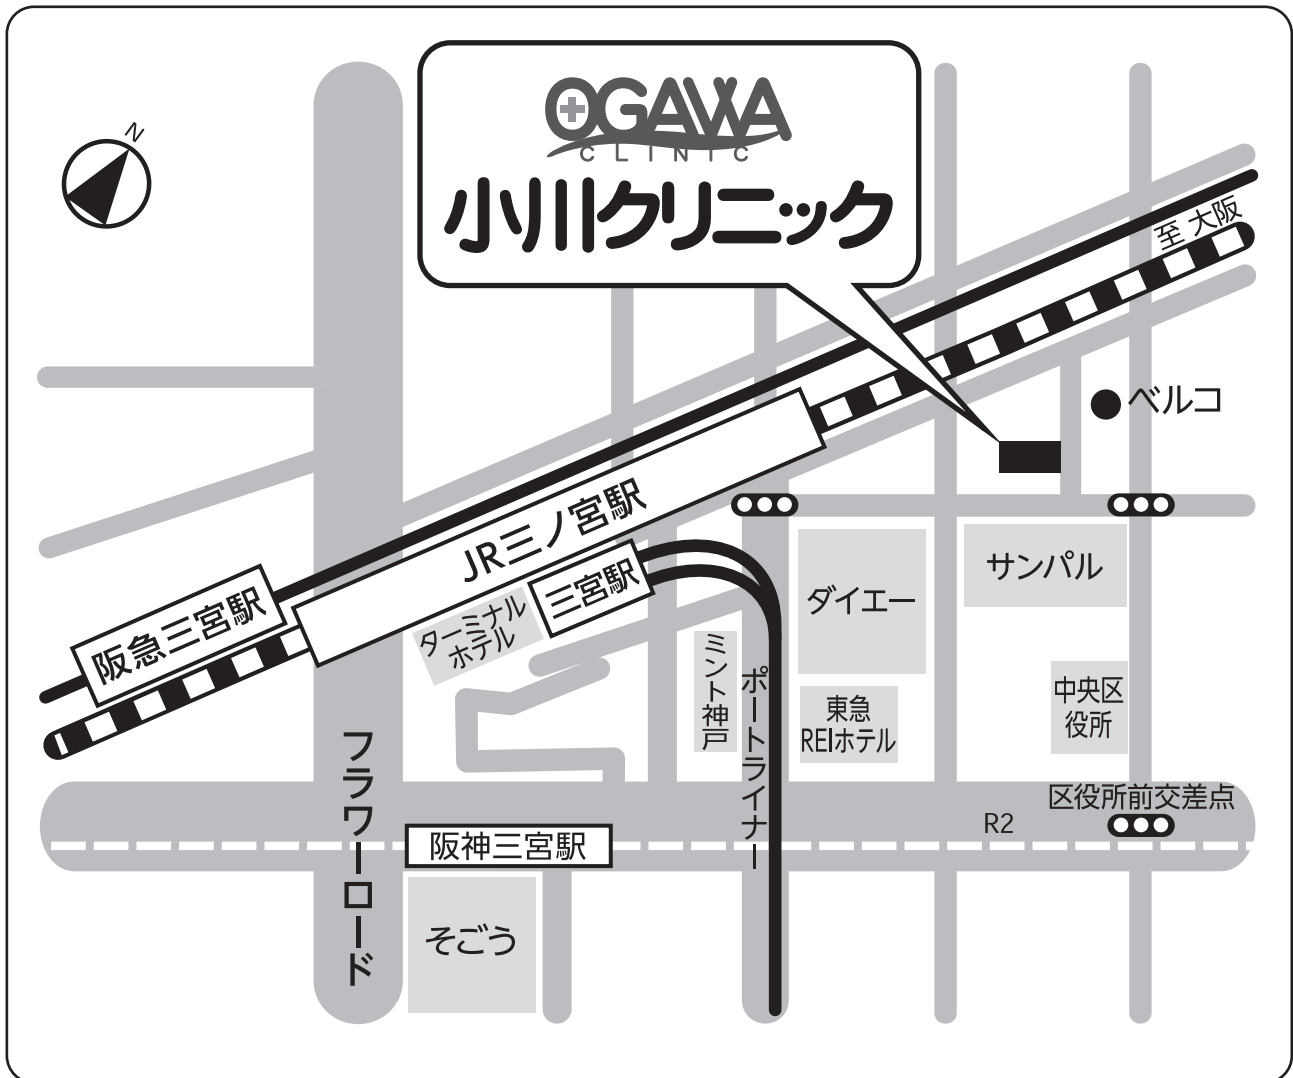 OGAWA
CLINIC
小川クリニック
N
至 大阪
ベルコ
JR三ノ宮駅
三宮駅
阪急三宮駅
ターミナル
ホテル
サンパル
ダイエー
ミント神戸
ポートライナー
東急
REIホテル
中央区
役所
フラワーロード
区役所前交差点
R2
阪神三宮駅
そごう